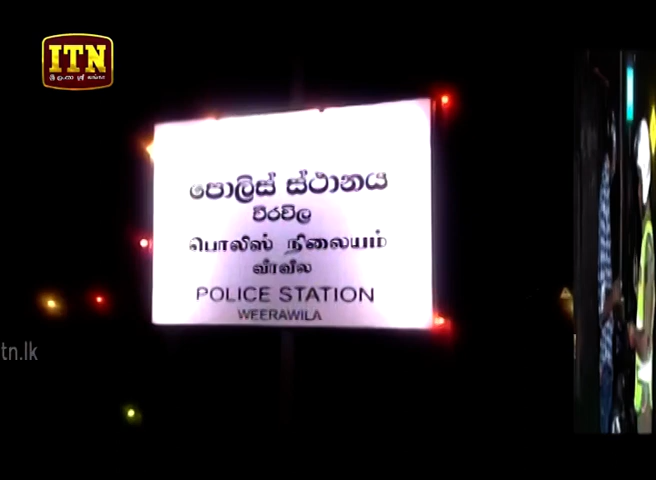 ITN
පොලිස් ස්ථානය
වීරවිල
பொலிஸ் நிலையம்
வீரவில
POLICE STATION
WEERAWILA
tn.lk